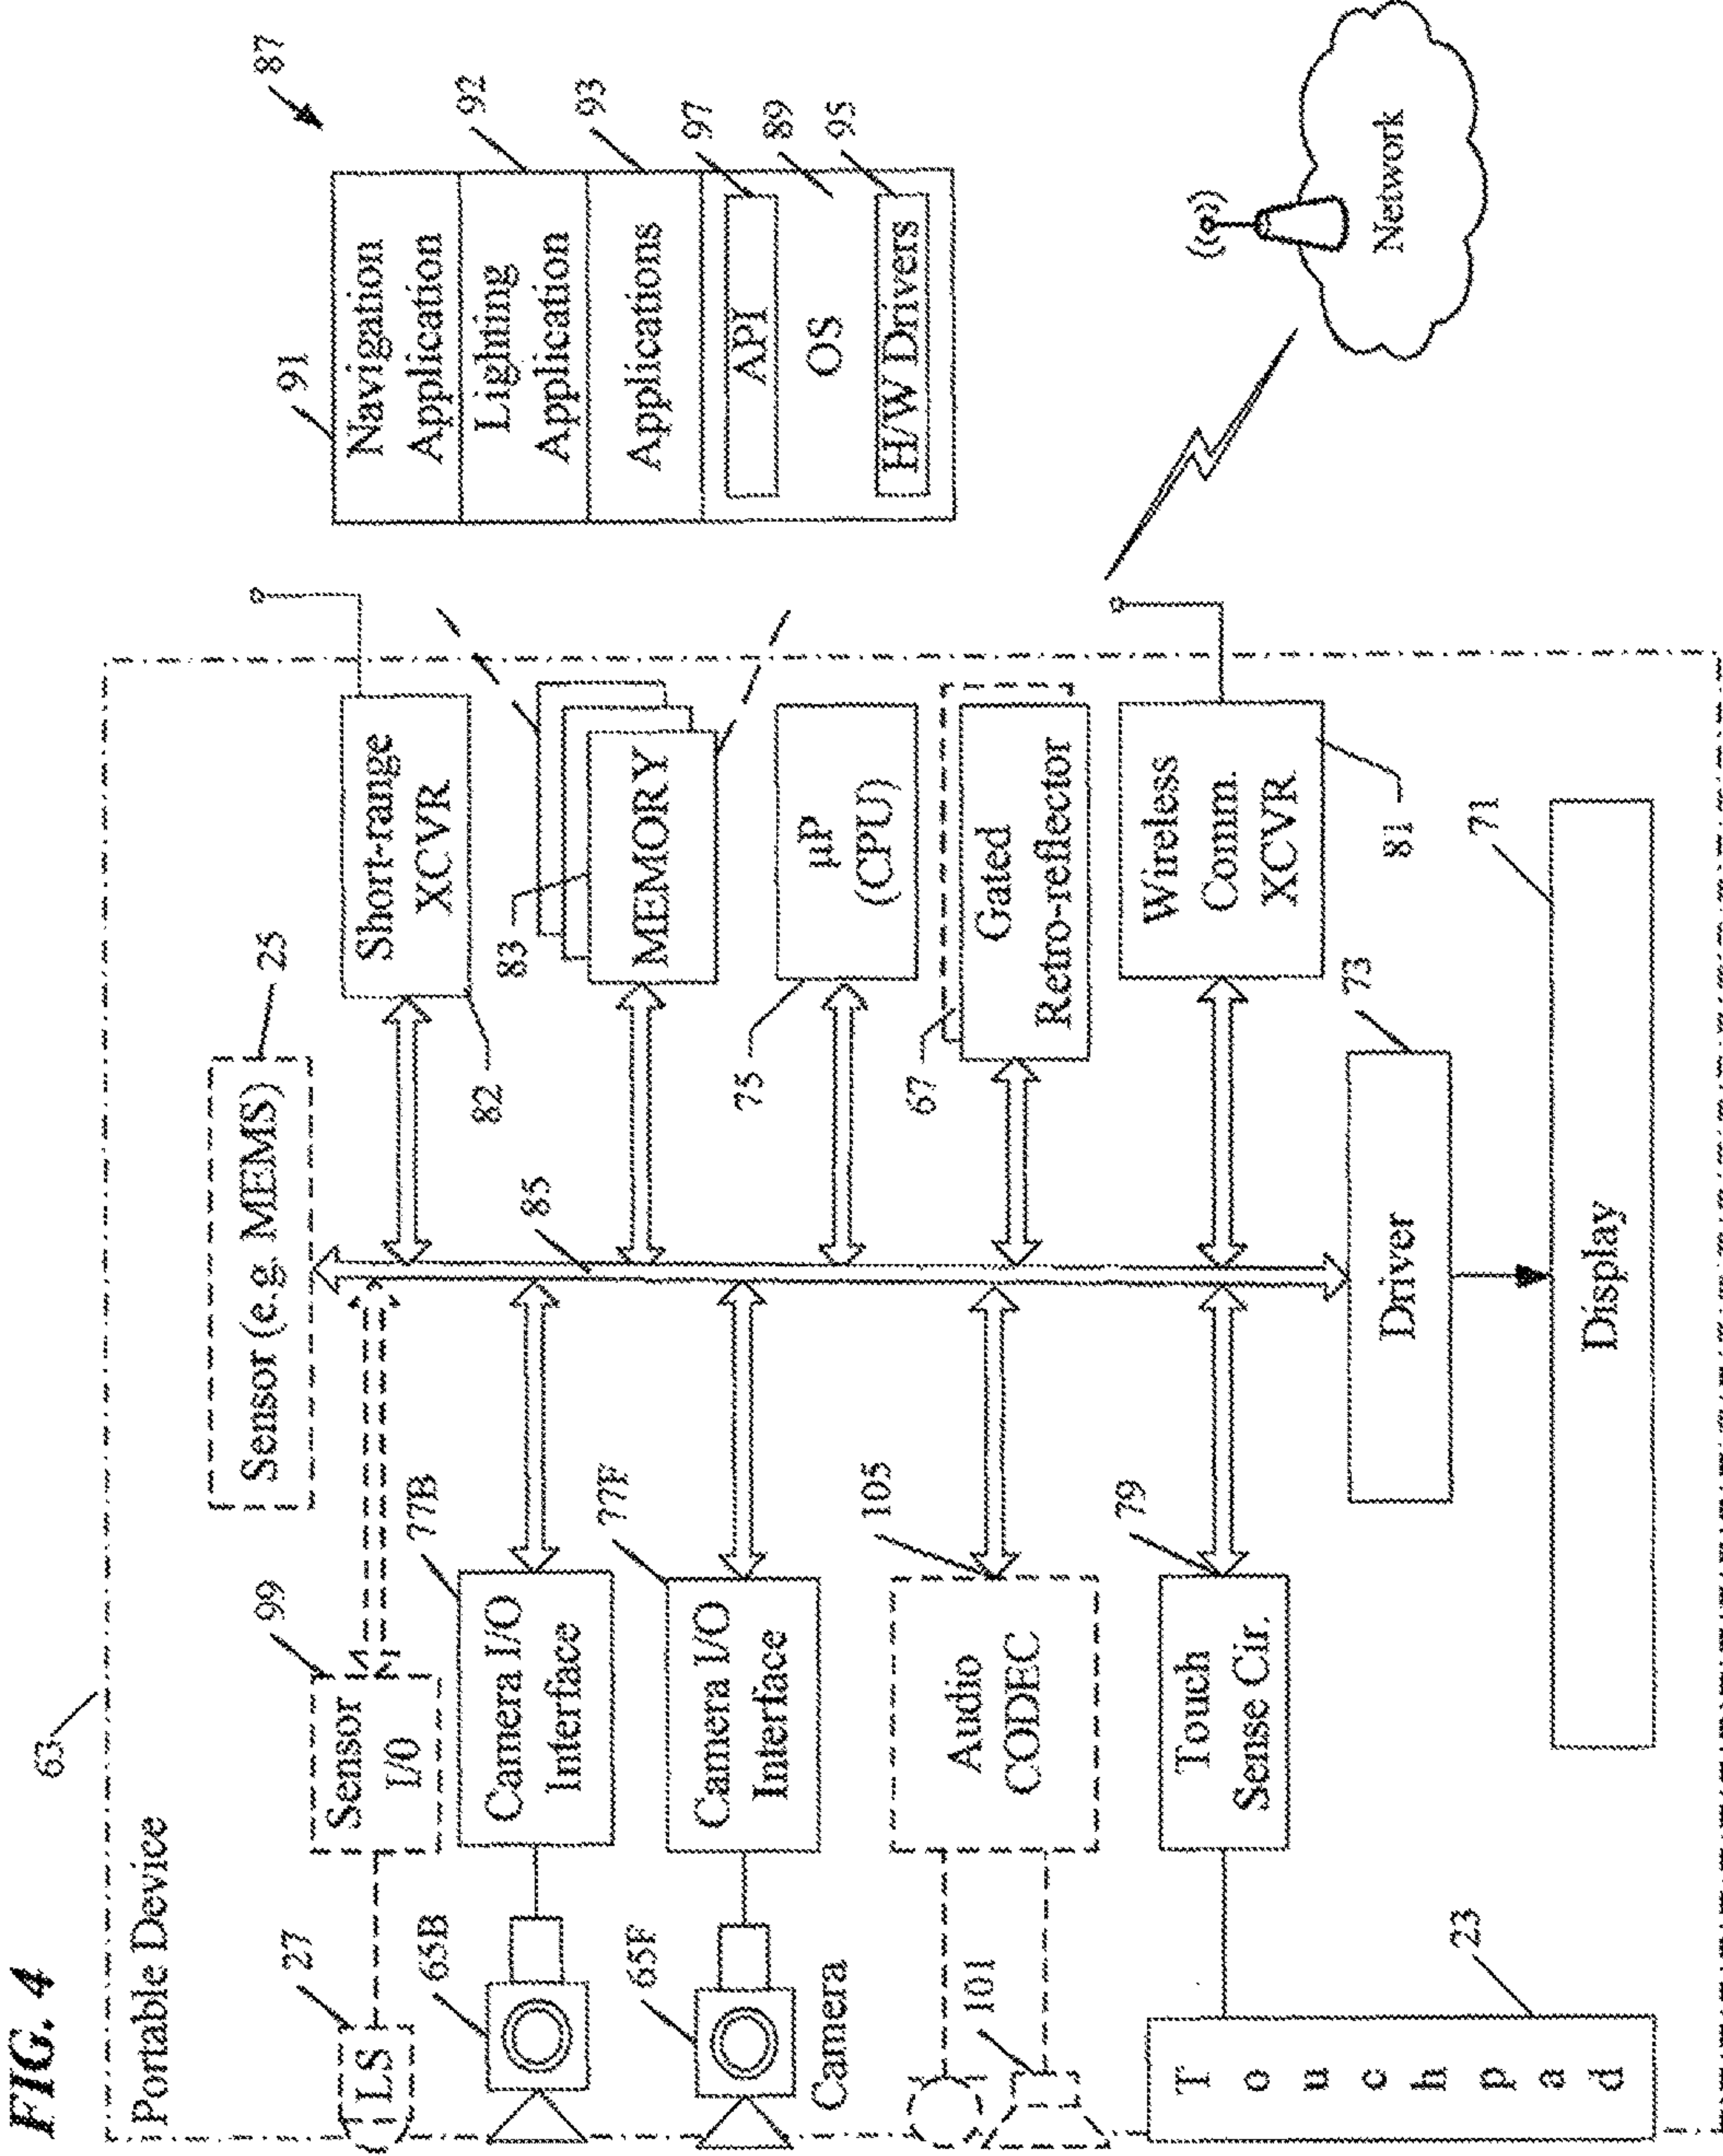 FIG. 4
Portable Device
63
27
LS
99
Sensor
I/0
Sensor (e.g. MEMS)
25
82
Short-range
XCVR
65B
77B
Camera I/O
Interface
85
83
MEMORY
65F
Camera
77F
Camera I/O
Interface
75
µP
(CPU)
101
105
Audio
CODEC
67
Gated
Retro-reflector
79
Touch
Sense Cir.
Wireless
Comm.
XCVR
81
23
Touchpad
73
Driver
71
Display
87
91
Navigation
Application
92
Lighting
Application
93
Applications
97
API
89
OS
95
H/W Drivers
Network